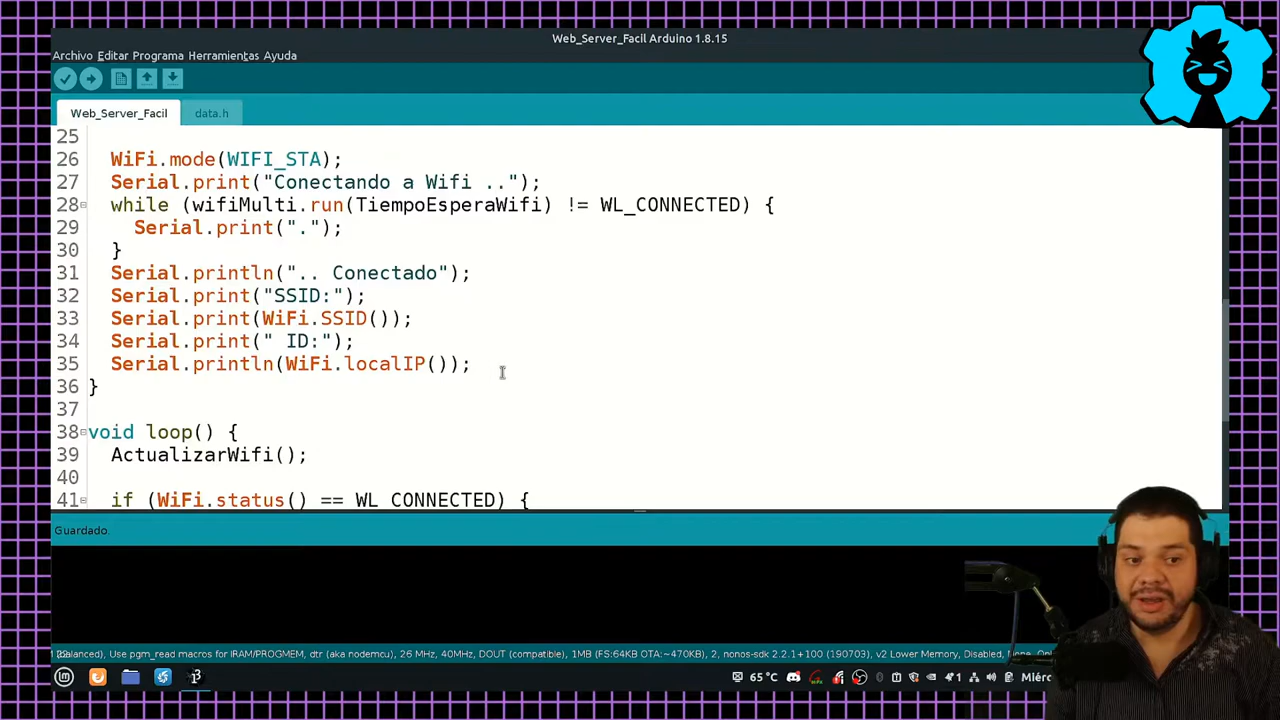 Web_Server_Facil Arduino 1.8.15
Archivo Editar Programa Herramientas Ayuda
Web_Server_Facil data.h
25
26 WiFi.mode(WIFI_STA);
27 Serial.print("Conectando a Wifi ..");
28 while (wifiMulti.run(TiempoEsperaWifi) != WL_CONNECTED) {
29 Serial.print(".");
30 }
31 Serial.println(".. Conectado");
32 Serial.print("SSID:");
33 Serial.print(WiFi.SSID());
34 Serial.print(" ID:");
35 Serial.println(WiFi.localIP());
36 }
37
38 void loop() {
39 ActualizarWifi();
40
41 if (WiFi.status() == WL_CONNECTED) {
Guardado.
(balanced), Use pgm_read macros for IRAM/PROGMEM, dtr (aka nodemcu), 26 MHz, 40MHz, DOUT (compatible), 1MB (FS:64KB OTA:~470KB), 2, nonos-sdk 2.2.1+100 (190703), v2 Lower Memory, Disabled, None,
65 °C 1 Miérc